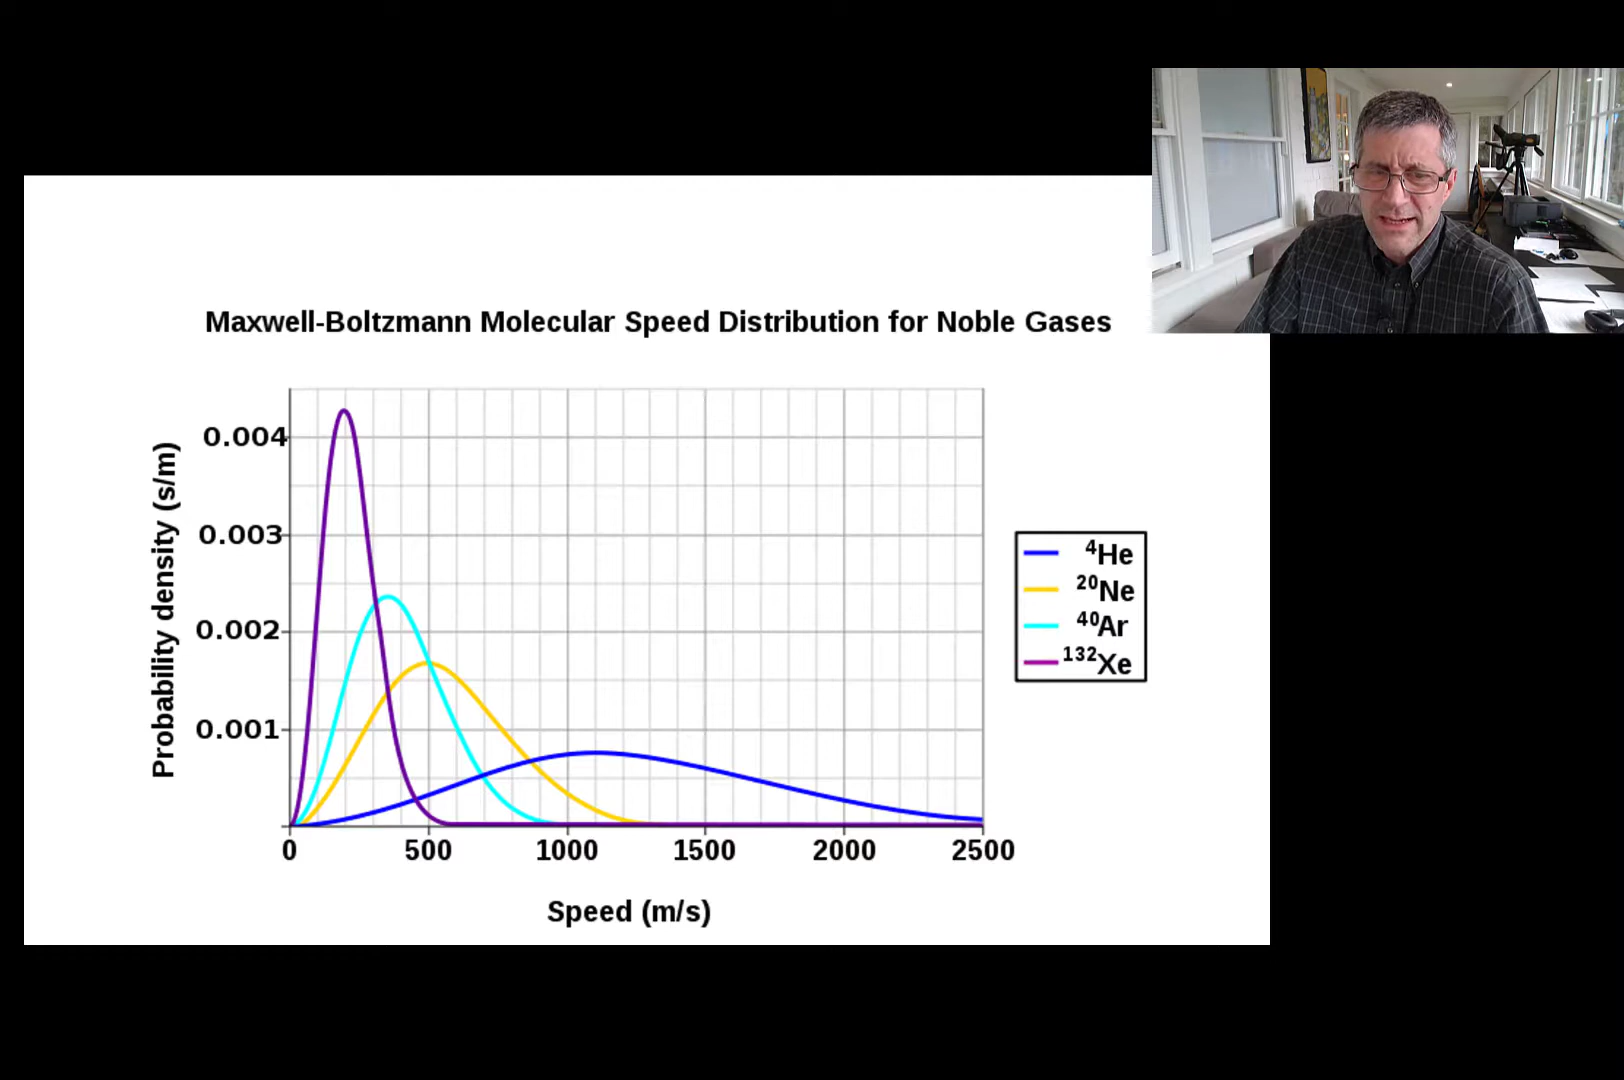 Maxwell-Boltzmann Molecular Speed Distribution for Noble Gases
Probability density (s/m)
0.004
0.003
0.002
0.001
0
500
1000
1500
2000
2500
Speed (m/s)
⁴He
²⁰Ne
⁴⁰Ar
¹³²Xe